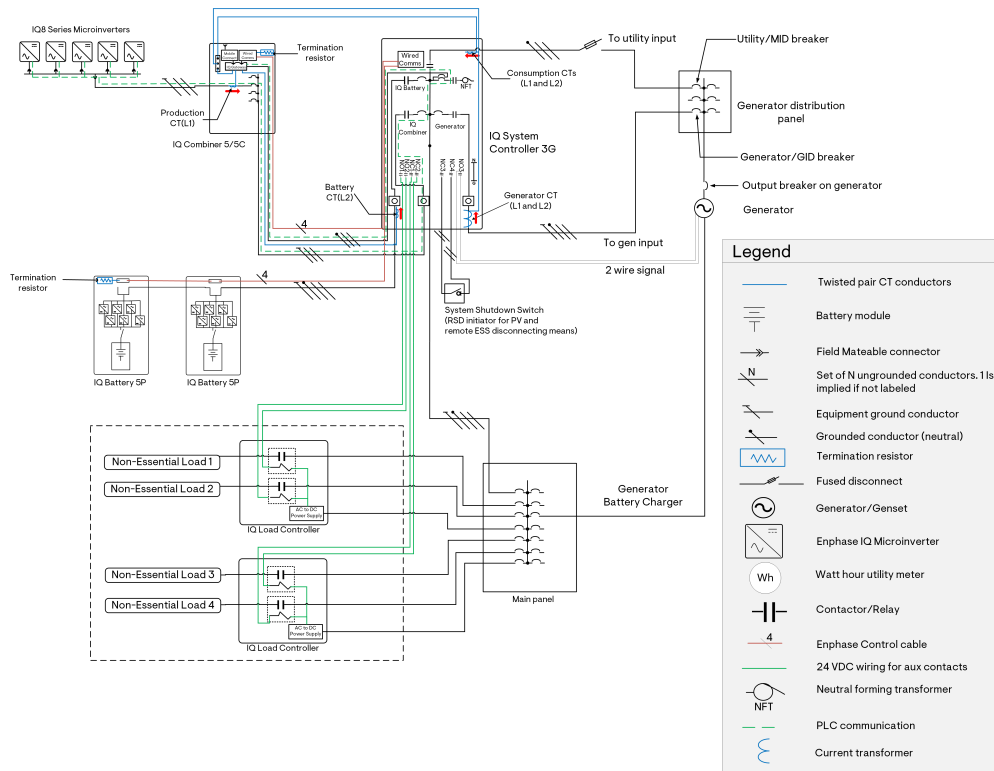 IQ8 Series Microinverters
Termination
resistor
Production
CT(L1)
IQ Combiner 5/5C
Wired
Comms
IQ Battery
NFT
IQ
Combiner
Generator
Consumption CTs
(L1 and L2)
IQ System
Controller 3G
NC3
NC4
NO3
Battery
CT(L2)
Generator CT
(L1 and L2)
To utility input
Utility/MID breaker
Generator distribution
panel
Generator/GID breaker
Output breaker on generator
Generator
To gen input
2 wire signal
4
4
Termination
resistor
IQ Battery 5P
IQ Battery 5P
System Shutdown Switch
(RSD initiator for PV and
remote ESS disconnecting means)
Non-Essential Load 1
Non-Essential Load 2
AC to DC
Power Supply
IQ Load Controller
Non-Essential Load 3
Non-Essential Load 4
AC to DC
Power Supply
IQ Load Controller
Generator
Battery Charger
Main panel
Legend
Twisted pair CT conductors
Battery module
Field Mateable connector
N
Set of N ungrounded conductors. 1 Is
implied if not labeled
Equipment ground conductor
Grounded conductor (neutral)
Termination resistor
Fused disconnect
Generator/Genset
Enphase IQ Microinverter
Wh
Watt hour utility meter
Contactor/Relay
4
Enphase Control cable
24 VDC wiring for aux contacts
Neutral forming transformer
NFT
PLC communication
Current transformer